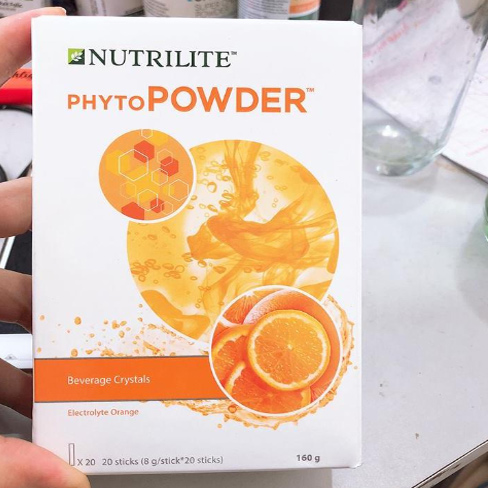 NUTRILITE™
PHYTOPOWDER™
Beverage Crystals
Electrolyte Orange
X 20 20 sticks (8 g/stick*20 sticks)
160 g